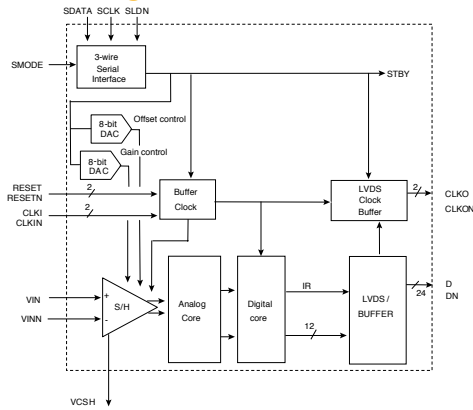 SDATA SCLK SLDN
SMODE
3-wire
Serial
Interface
STBY
8-bit
DAC
Offset control
8-bit
DAC
Gain control
RESET
RESETN
2
CLKI
CLKIN
2
Buffer
Clock
LVDS
Clock
Buffer
2
CLKO
CLKON
VIN
VINN
+
-
S/H
Analog
Core
Digital
core
IR
12
LVDS /
BUFFER
24
D
DN
VCSH